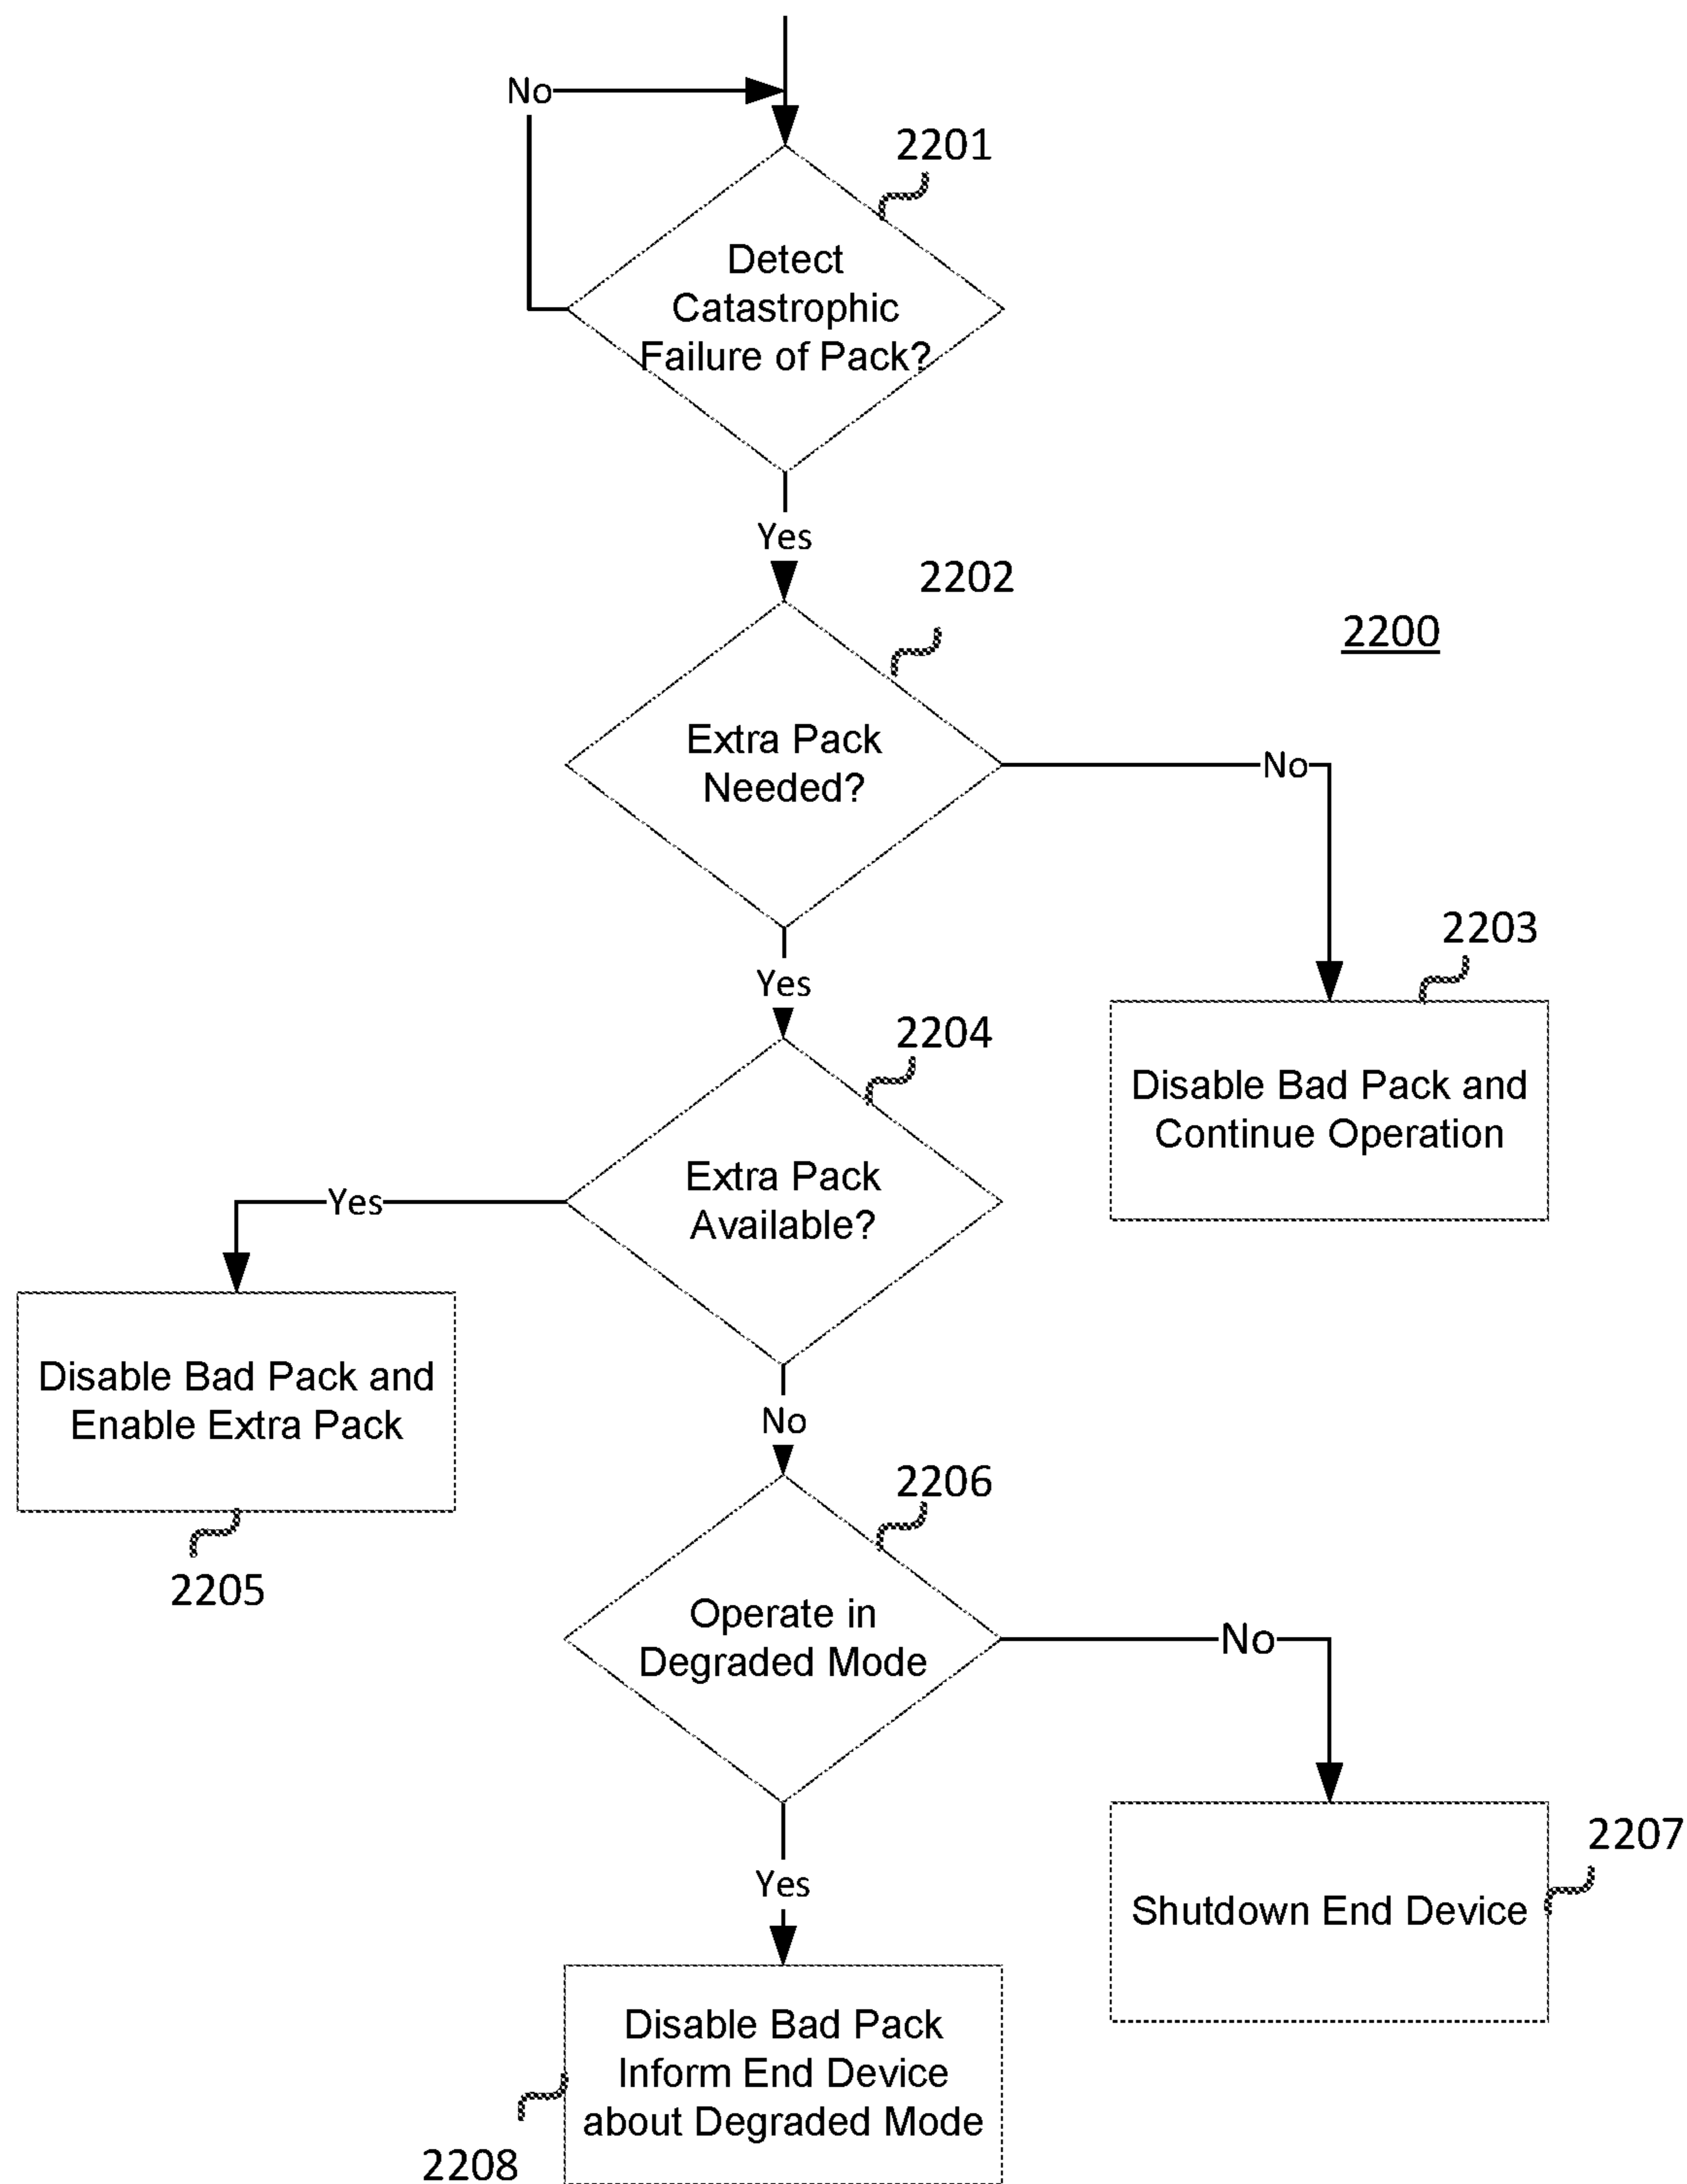 No
2201
Detect
Catastrophic
Failure of Pack?
Yes
2202
2200
Extra Pack
Needed?
No
2203
Yes
2204
Disable Bad Pack and
Continue Operation
Extra Pack
Available?
Yes
Disable Bad Pack and
Enable Extra Pack
No
2206
2205
Operate in
Degraded Mode
No
2207
Yes
Shutdown End Device
Disable Bad Pack
Inform End Device
about Degraded Mode
2208